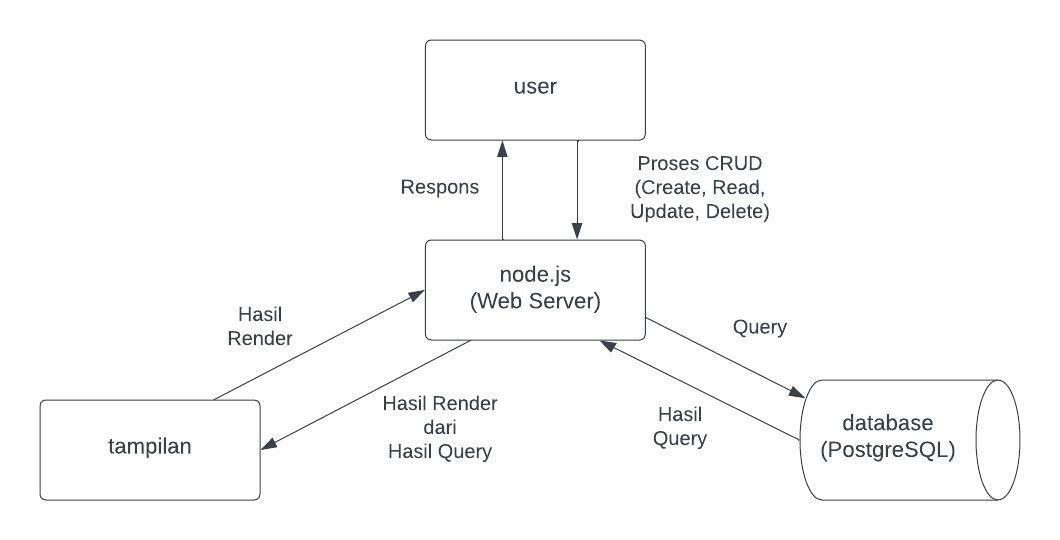 user
Respons
Proses CRUD
(Create, Read,
Update, Delete)
node.js
(Web Server)
Hasil
Render
Query
Hasil Render
dari
Hasil Query
Hasil
Query
tampilan
database
(PostgreSQL)